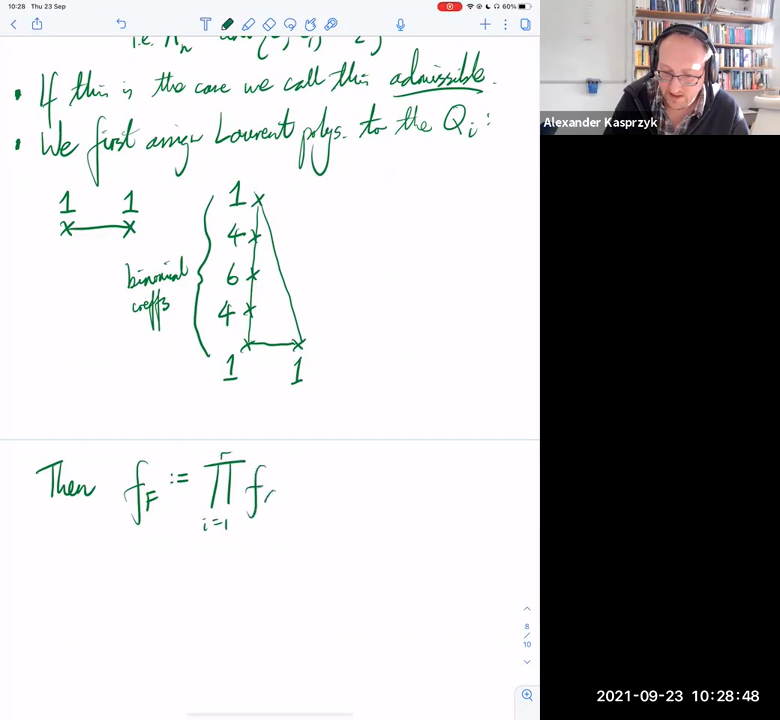 10:28 Thu 23 Sep
60%
i.e.
• If this is the case we call this admissible.
• We first assign Laurent polys. to the Qi:
1 1
1
4
6
4
1 1
binomial
coeffs
Then f_F := ∏_{i=1}^{r} f
8
/
10
Alexander Kasprzyk
2021-09-23 10:28:48